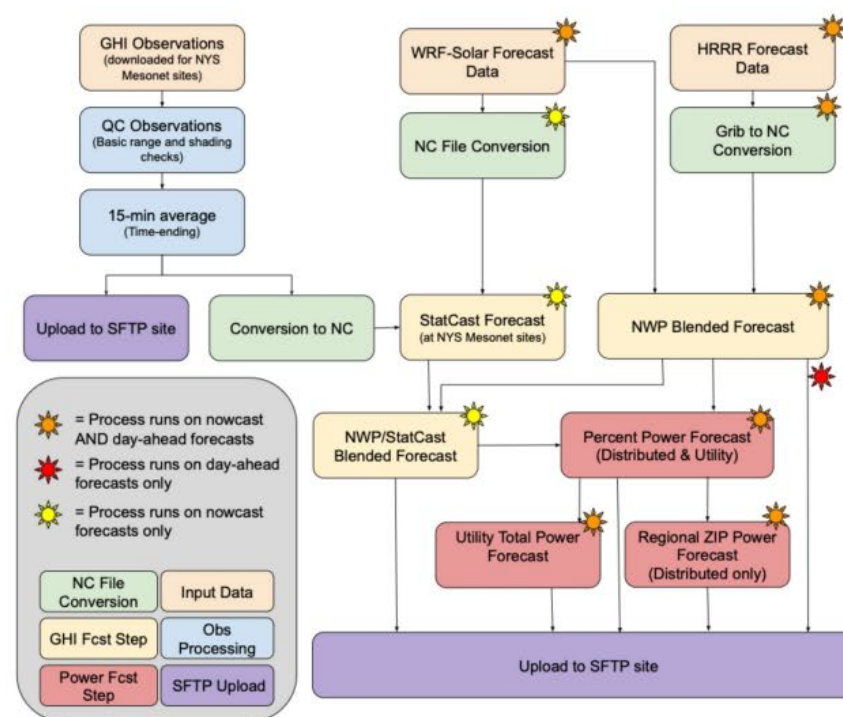 GHI Observations
(downloaded for NYS
Mesonet sites)
WRF-Solar Forecast
Data
HRRR Forecast
Data
QC Observations
(Basic range and shading
checks)
NC File Conversion
Grib to NC
Conversion
15-min average
(Time-ending)
Upload to SFTP site
Conversion to NC
StatCast Forecast
(at NYS Mesonet sites)
NWP Blended Forecast
= Process runs on nowcast
AND day-ahead forecasts
= Process runs on day-ahead
forecasts only
= Process runs on nowcast
forecasts only
NWP/StatCast
Blended Forecast
Percent Power Forecast
(Distributed & Utility)
Utility Total Power
Forecast
Regional ZIP Power
Forecast
(Distributed only)
NC File
Conversion
Input Data
GHI Fcst Step
Obs
Processing
Power Fcst
Step
SFTP Upload
Upload to SFTP site